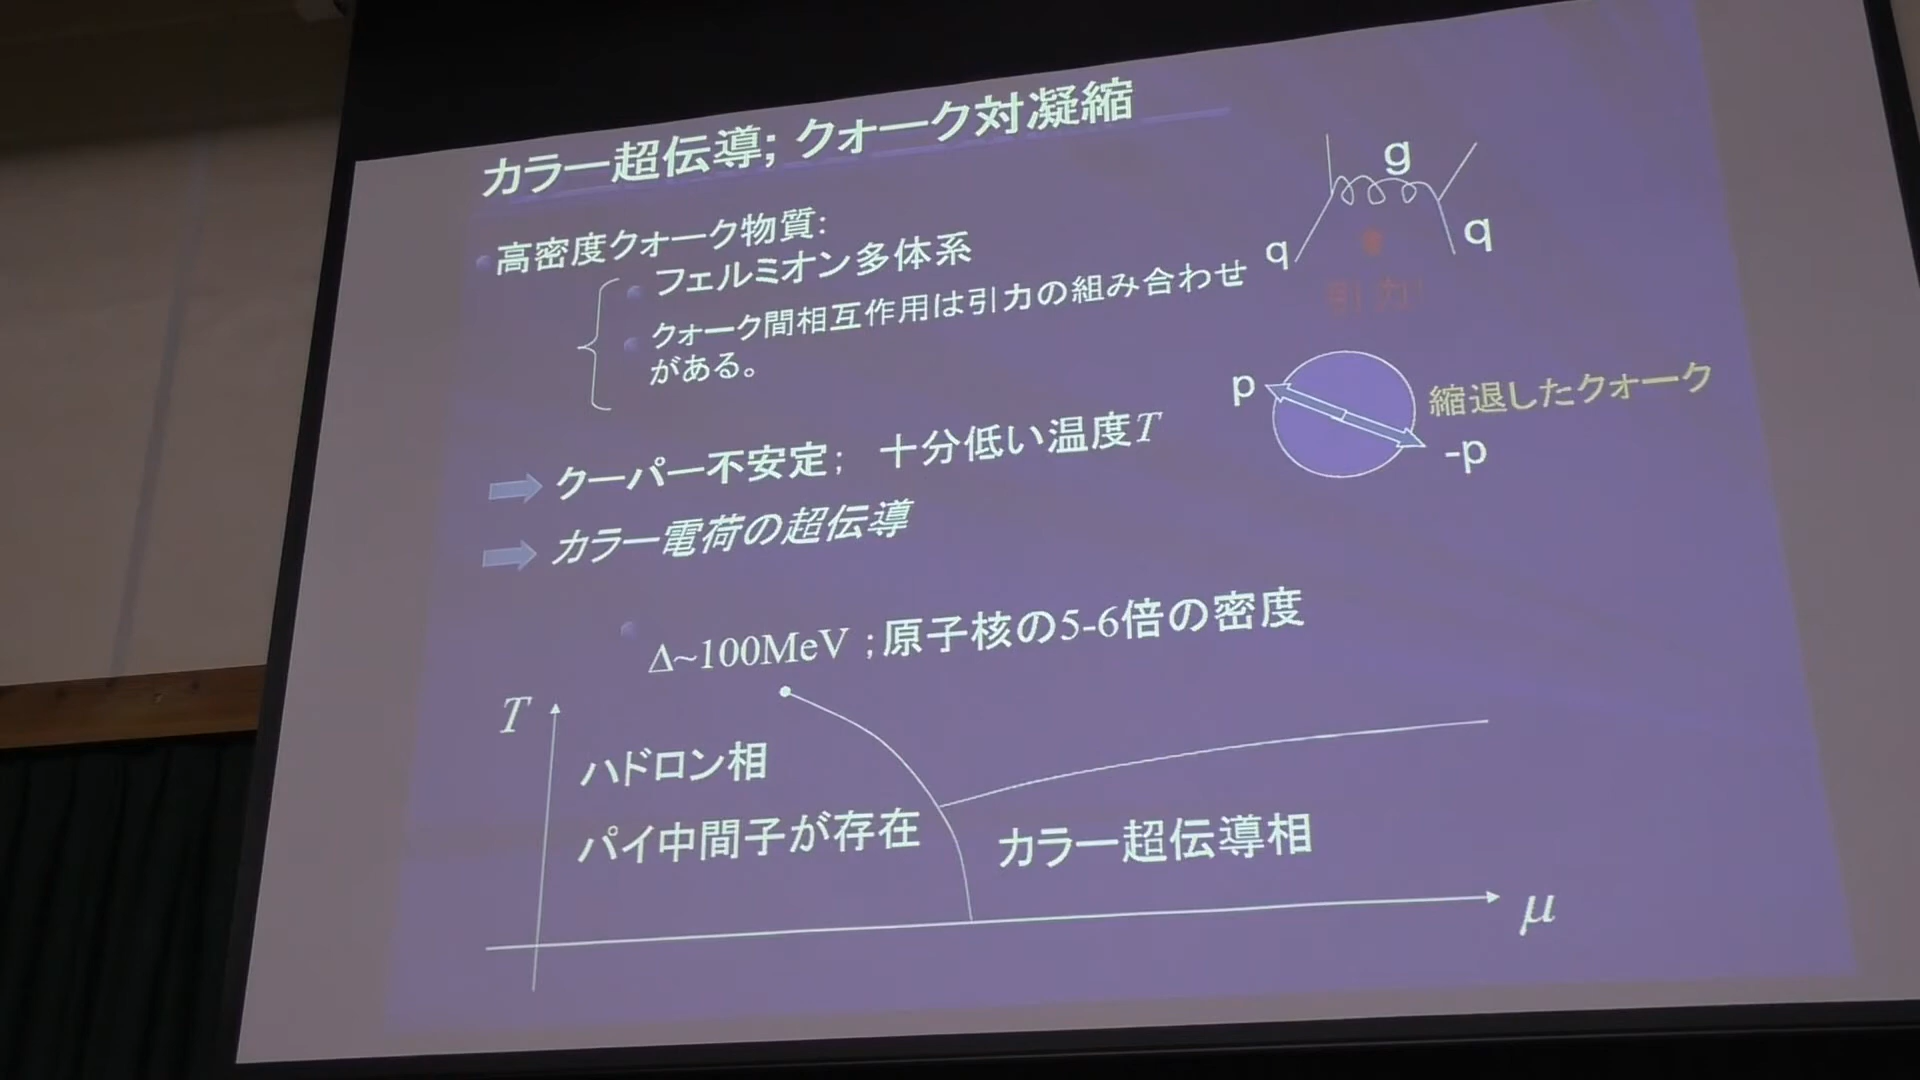 カラー超伝導; クォーク対凝縮
高密度クォーク物質:
フェルミオン多体系
クォーク間相互作用は引力の組み合わせ
がある。
g
q
q
引力!
p
縮退したクォーク
-p
クーパー不安定; 十分低い温度T
カラー電荷の超伝導
Δ~100MeV ;原子核の5-6倍の密度
T
ハドロン相
パイ中間子が存在
カラー超伝導相
μ